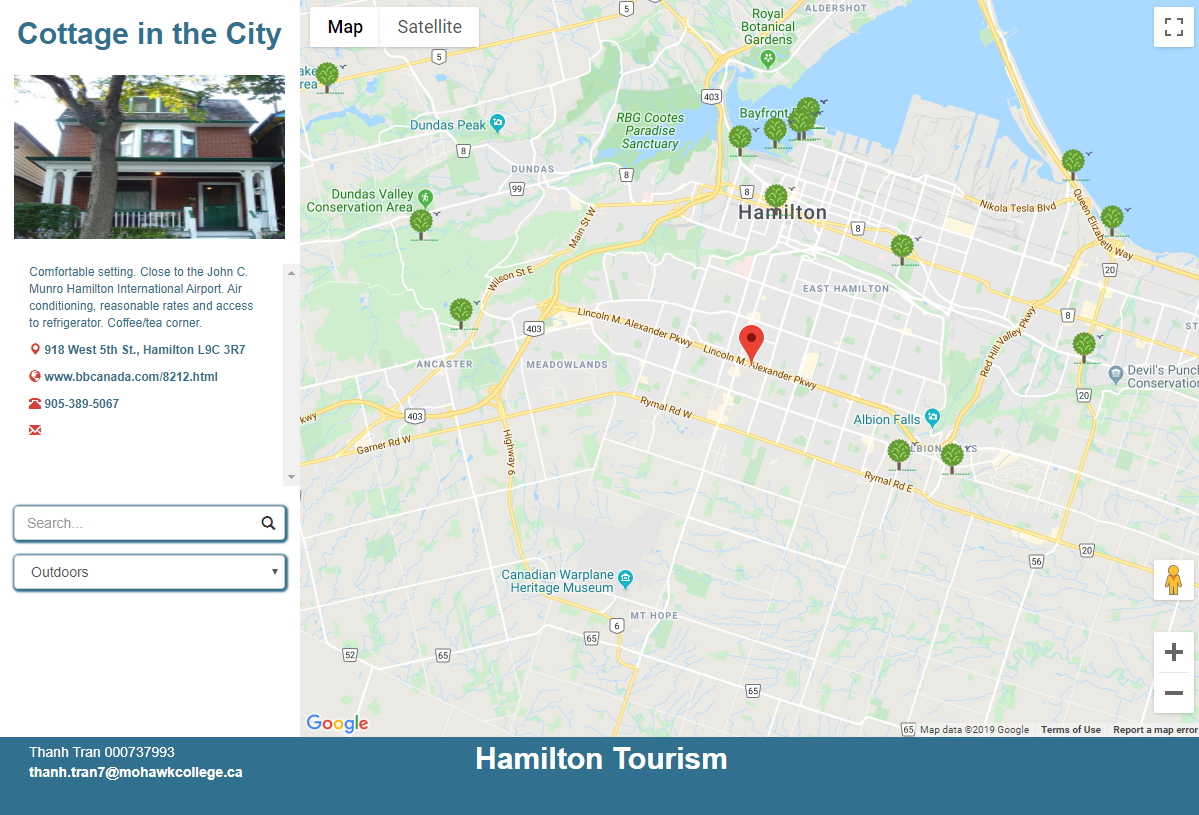 Cottage in the City
Comfortable setting. Close to the John C.
Munro Hamilton International Airport. Air
conditioning, reasonable rates and access
to refrigerator. Coffee/tea corner.
918 West 5th St., Hamilton L9C 3R7
www.bbcanada.com/8212.html
905-389-5067
Search...
Outdoors
Map
Satellite
5
Royal
Botanical
Gardens
ALDERSHOT
5
403
Bayfront
RBG Cootes
Paradise
Sanctuary
Dundas Peak
8
DUNDAS
99
8
8
Dundas Valley
Conservation Area
Main St W
Hamilton
8
Nikola Tesla Blvd
Queen Elizabeth Way
20
Wilson St E
EAST HAMILTON
403
Lincoln M. Alexander Pkwy
Lincoln M. Alexander Pkwy
8
Red Hill Valley Pkwy
ANCASTER
MEADOWLANDS
Devil's Punc
Conservatio
20
403
Rymal Rd W
Albion Falls
Garner Rd W
Highway 6
Rymal Rd E
20
56
Canadian Warplane
Heritage Museum
MT HOPE
6
65
52
65
65
65
Google
Map data ©2019 Google
Terms of Use
Report a map error
Thanh Tran 000737993
thanh.tran7@mohawkcollege.ca
Hamilton Tourism